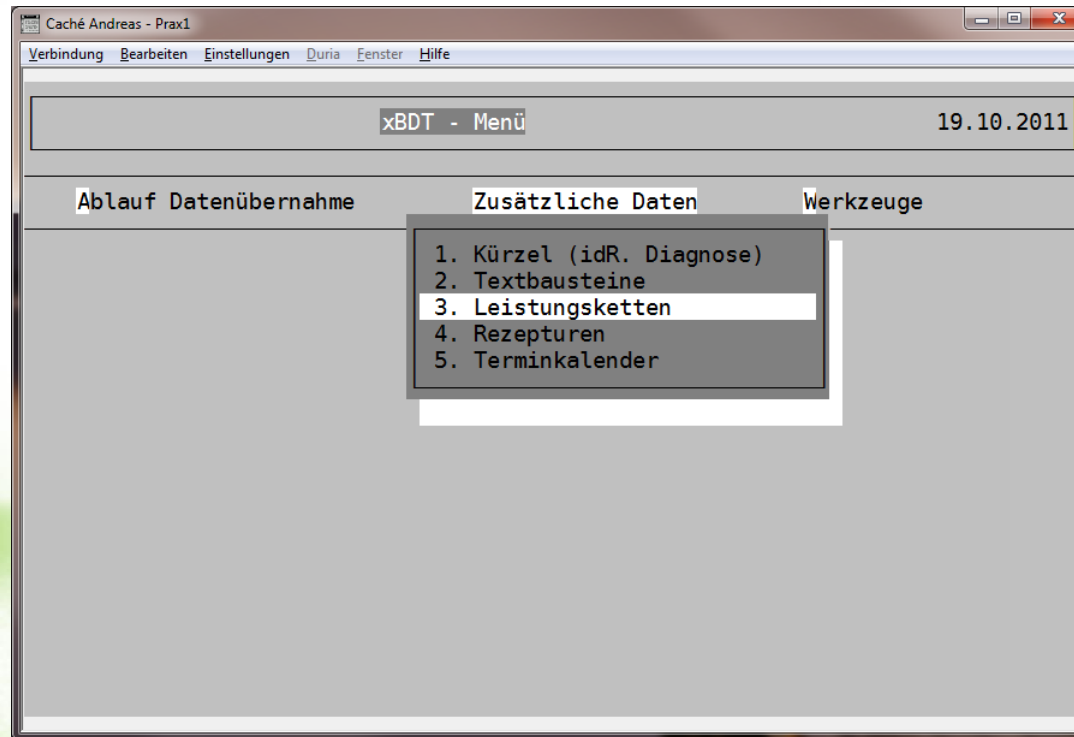 Caché Andreas - Prax1
Verbindung Bearbeiten Einstellungen Duria Fenster Hilfe
xBDT - Menü 19.10.2011
Ablauf Datenübernahme Zusätzliche Daten Werkzeuge
1. Kürzel (idR. Diagnose)
2. Textbausteine
3. Leistungsketten
4. Rezepturen
5. Terminkalender